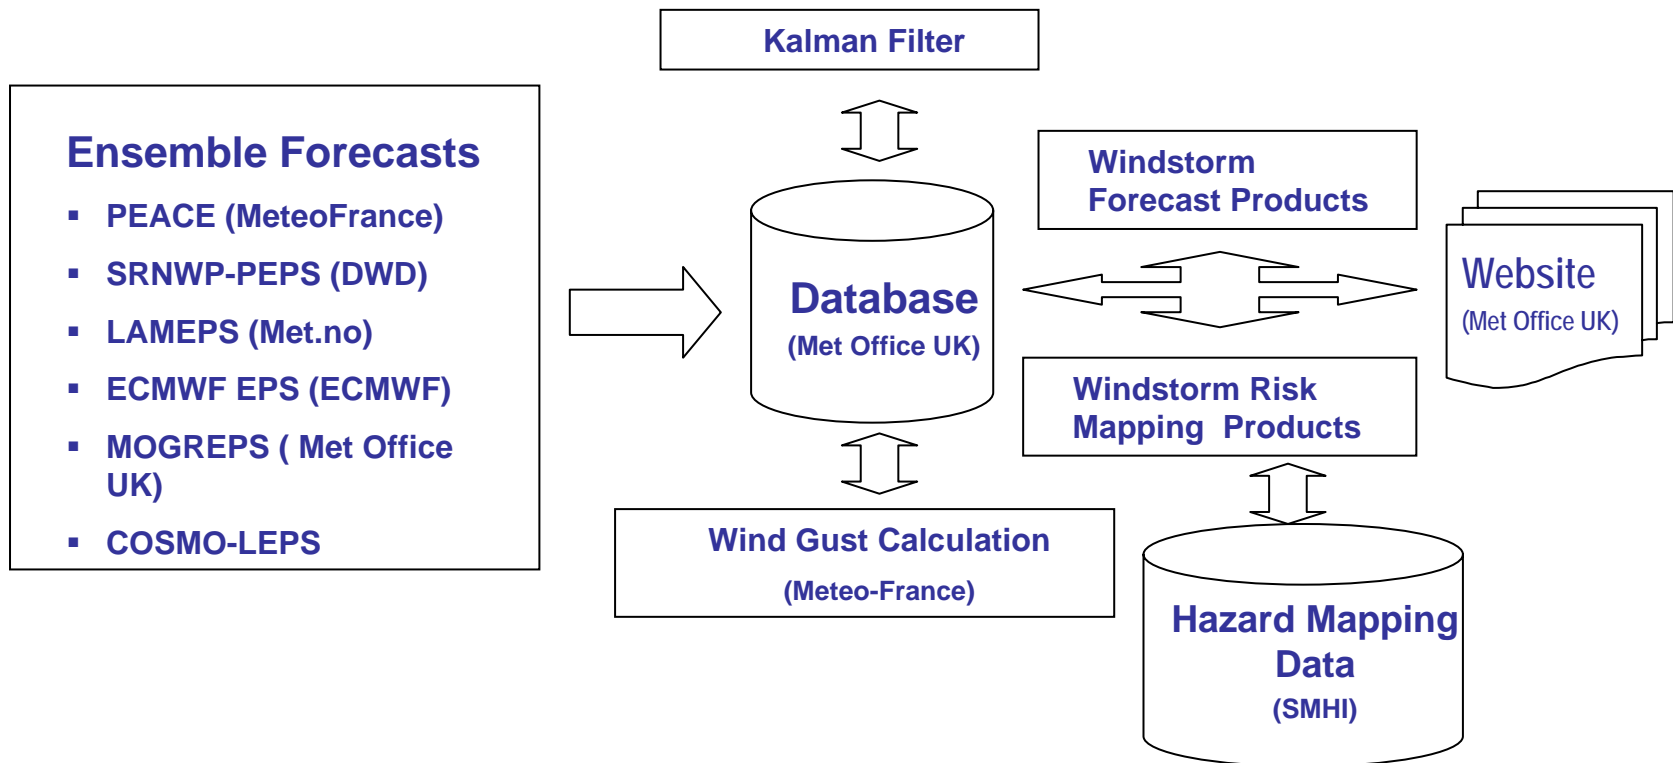 Kalman Filter
Ensemble Forecasts
▪ PEACE (MeteoFrance)
▪ SRNWP-PEPS (DWD)
▪ LAMEPS (Met.no)
▪ ECMWF EPS (ECMWF)
▪ MOGREPS ( Met Office
UK)
▪ COSMO-LEPS
Database
(Met Office UK)
Windstorm
Forecast Products
Website
(Met Office UK)
Windstorm Risk
Mapping Products
Wind Gust Calculation
(Meteo-France)
Hazard Mapping
Data
(SMHI)